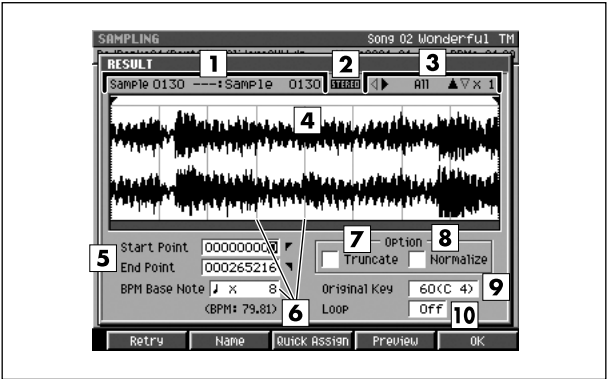 SAMPLING Song 02 Wonderful TM
RESULT
1 2 3
Sample 0130 ---:Sample 0130 STEREO All x 1
4
5 Start Point 000000000
End Point 000265216
BPM Base Note ♩ x 8
(BPM: 79.81)
6
7 Option 8
Truncate Normalize
Original Key 60(C 4) 9
Loop Off 10
Retry Name Quick Assign Preview OK